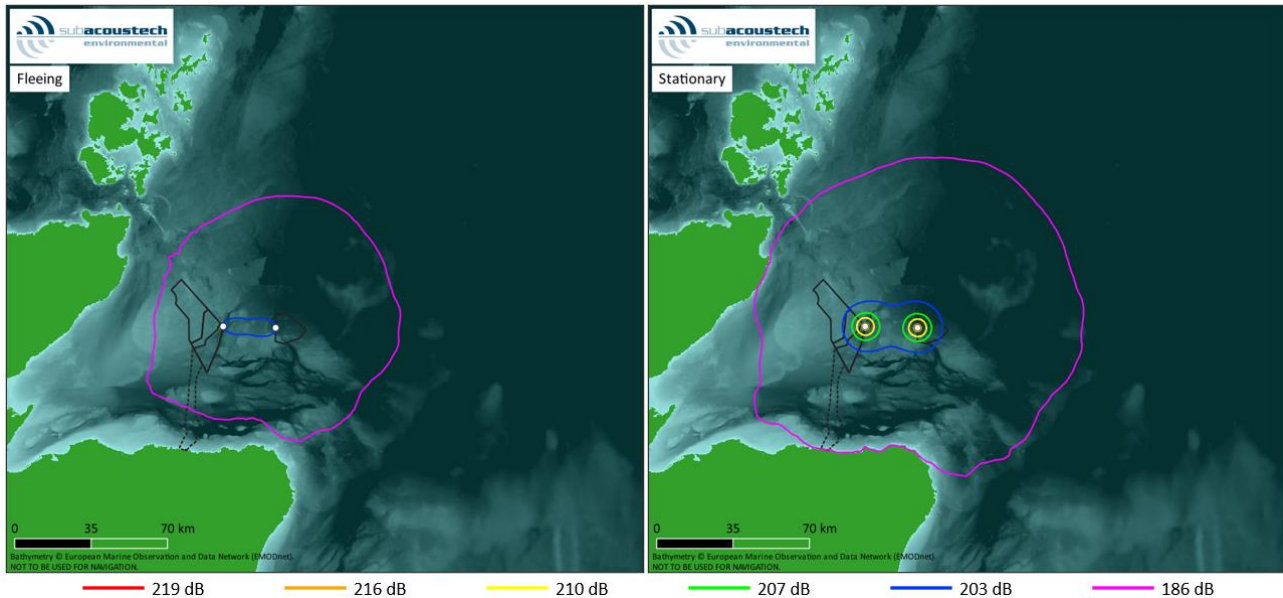 subacoustech
environmental
Fleeing
0 35 70 km
Bathymetry © European Marine Observation and Data Network (EMODnet).
NOT TO BE USED FOR NAVIGATION.
subacoustech
environmental
Stationary
0 35 70 km
Bathymetry © European Marine Observation and Data Network (EMODnet).
NOT TO BE USED FOR NAVIGATION.
219 dB 216 dB 210 dB 207 dB 203 dB 186 dB